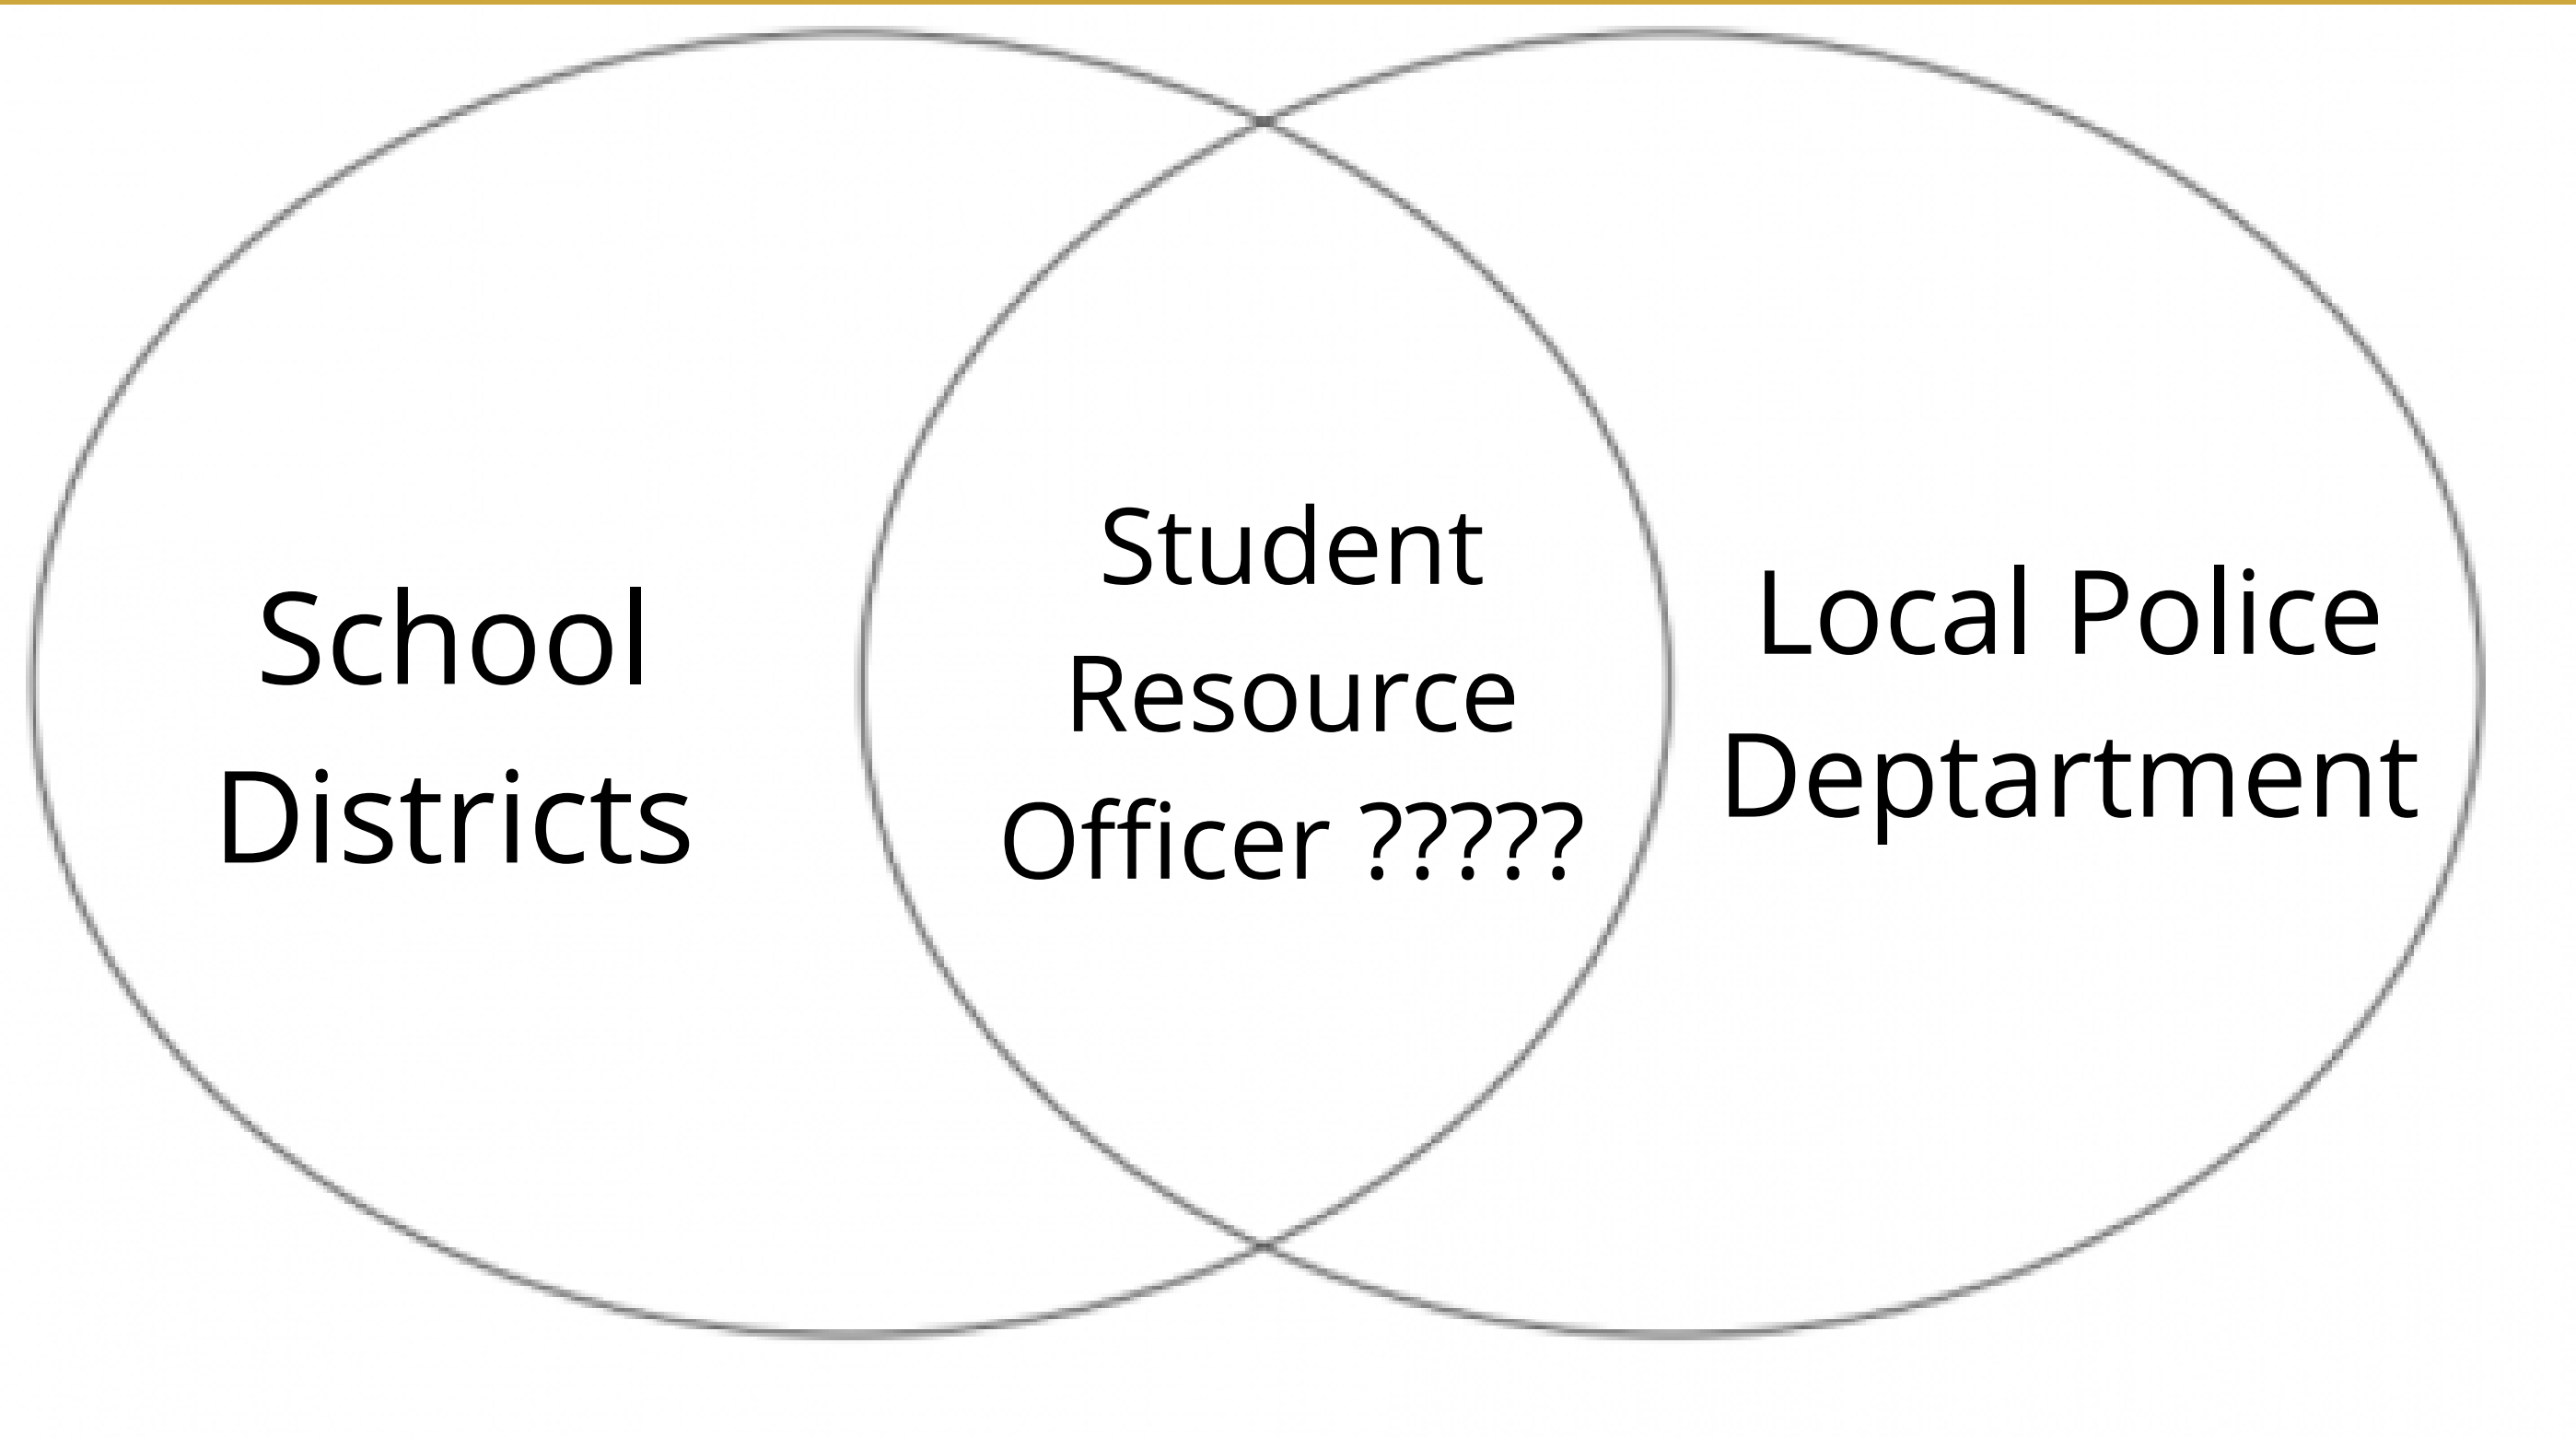 School
Districts
Student
Resource
Officer ?????
Local Police
Deptartment